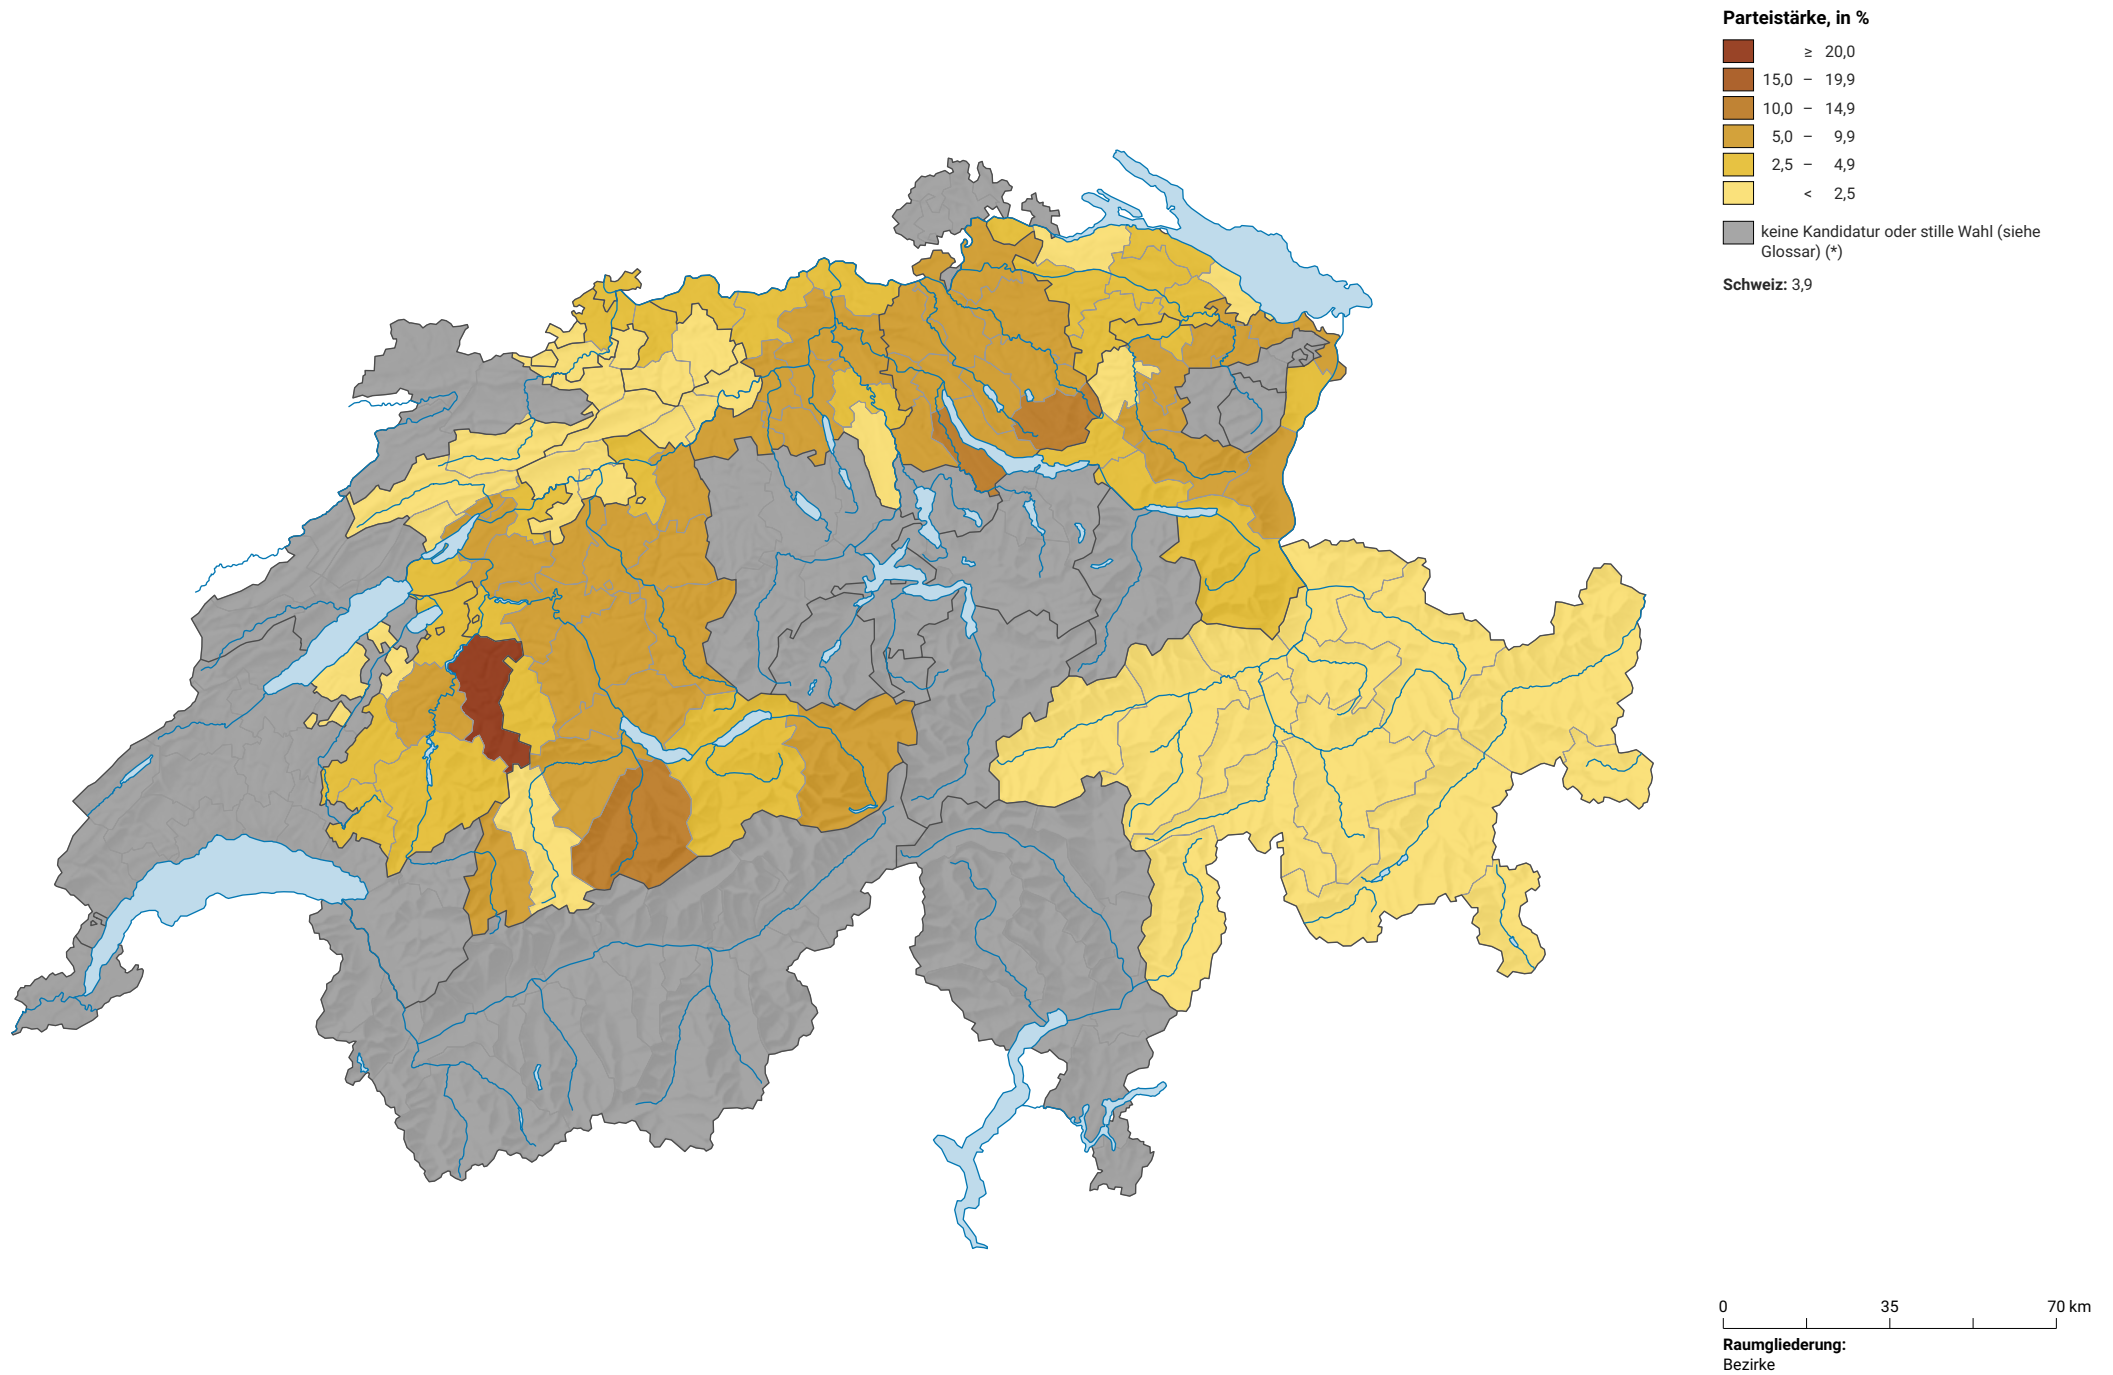 Parteistärke, in %
≥ 20,0
15,0 – 19,9
10,0 – 14,9
5,0 – 9,9
2,5 – 4,9
< 2,5
keine Kandidatur oder stille Wahl (siehe
Glossar) (*)
Schweiz: 3,9
0 35 70 km
Raumgliederung:
Bezirke